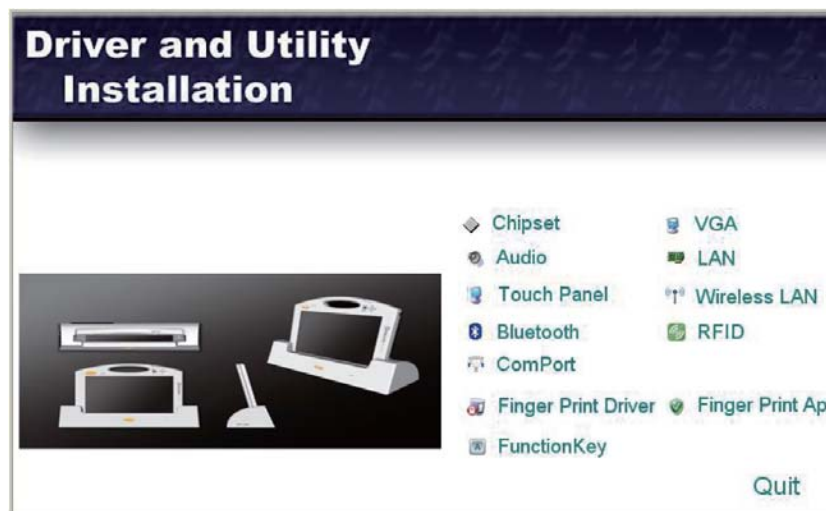 Driver and Utility
Installation
Chipset
VGA
Audio
LAN
Touch Panel
Wireless LAN
Bluetooth
RFID
ComPort
Finger Print Driver
Finger Print Ap
FunctionKey
Quit